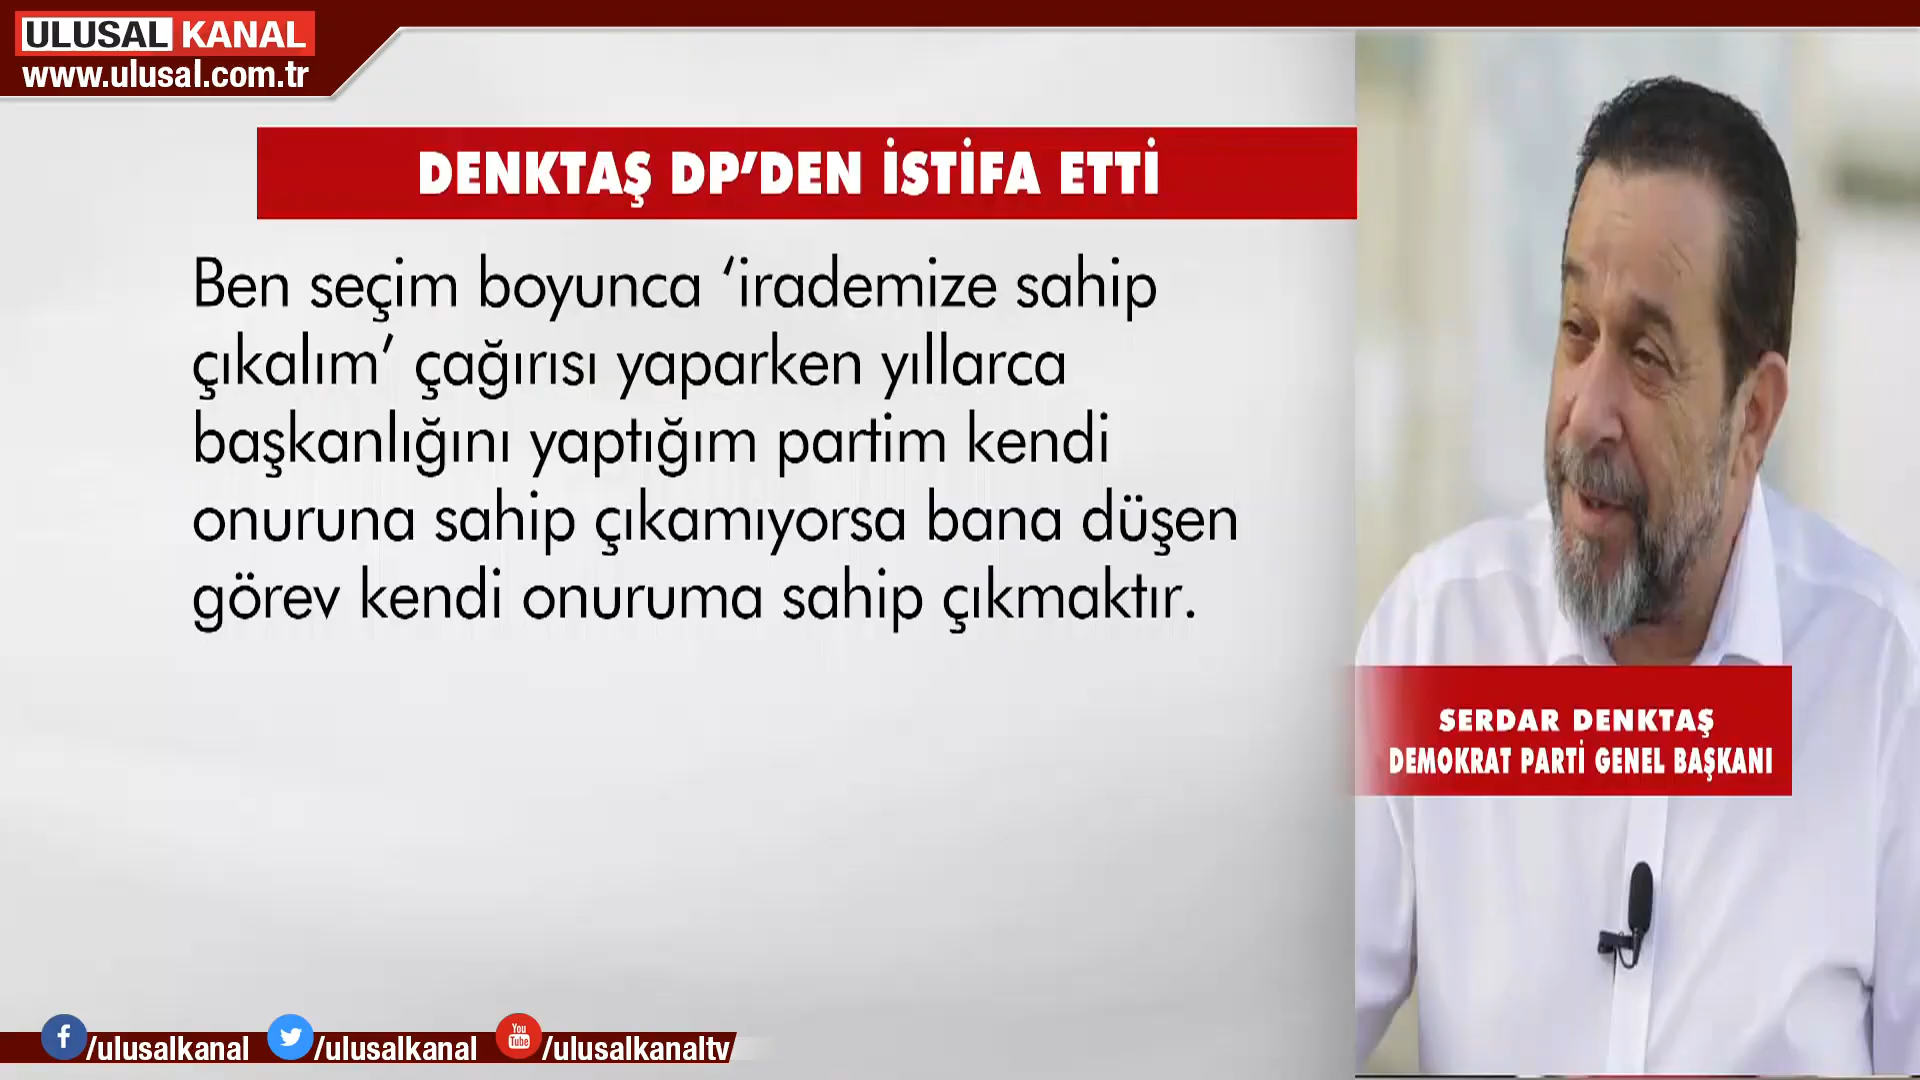 ULUSAL KANAL
www.ulusal.com.tr
DENKTAŞ DP’DEN İSTİFA ETTİ
Ben seçim boyunca ‘irademize sahip
çıkalım’ çağırısı yaparken yıllarca
başkanlığını yaptığım partim kendi
onuruna sahip çıkamıyorsa bana düşen
görev kendi onuruma sahip çıkmaktır.
SERDAR DENKTAŞ
DEMOKRAT PARTİ GENEL BAŞKANI
f /ulusalkanal /ulusalkanal You Tube /ulusalkanaltv